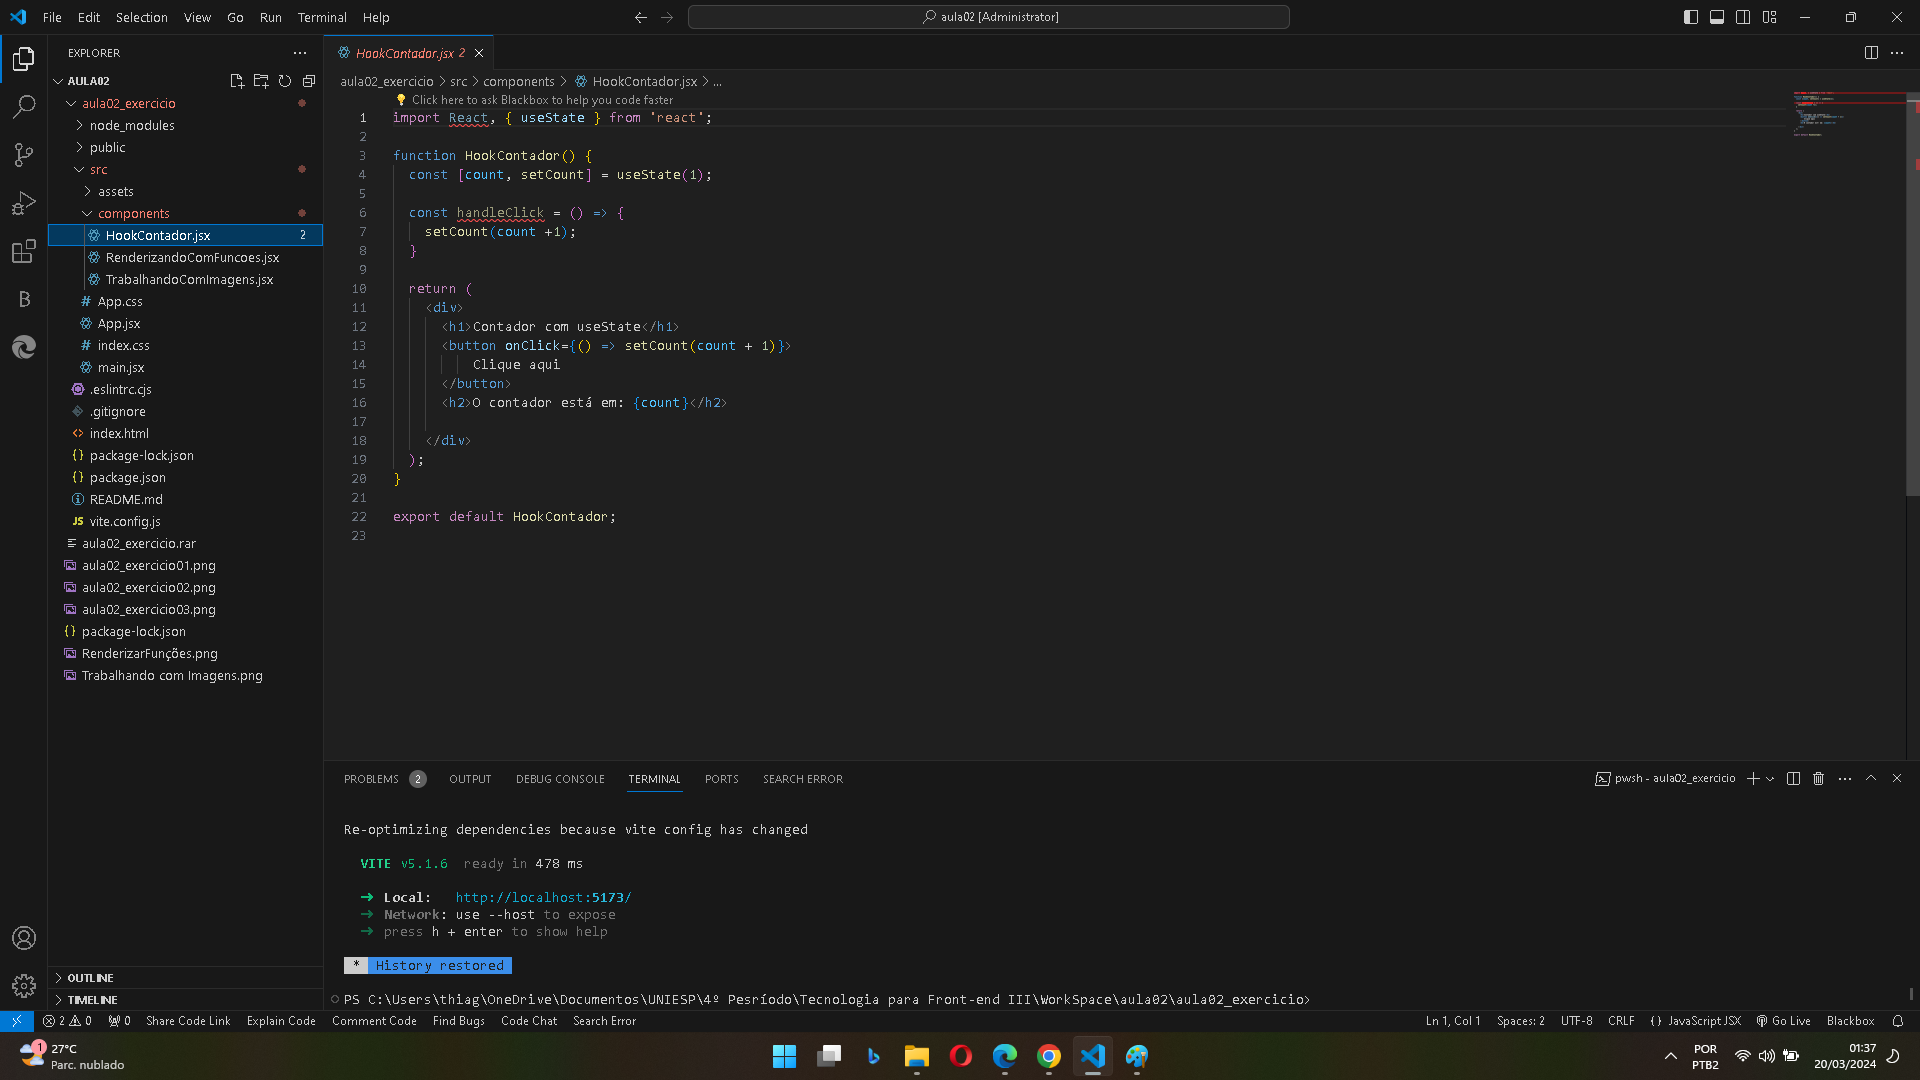 File Edit Selection View Go Run Terminal Help
aula02 [Administrator]
EXPLORER
AULA02
aula02_exercicio
node_modules
public
src
assets
components
HookContador.jsx 2
RenderizandoComFuncoes.jsx
TrabalhandoComImagens.jsx
App.css
App.jsx
index.css
main.jsx
.eslintrc.cjs
.gitignore
index.html
package-lock.json
package.json
README.md
vite.config.js
aula02_exercicio.rar
aula02_exercicio01.png
aula02_exercicio02.png
aula02_exercicio03.png
package-lock.json
RenderizarFunções.png
Trabalhando com Imagens.png
OUTLINE
TIMELINE
HookContador.jsx 2
aula02_exercicio > src > components > HookContador.jsx > ...
Click here to ask Blackbox to help you code faster
1 import React, { useState } from 'react';
2
3 function HookContador() {
4 const [count, setCount] = useState(1);
5
6 const handleClick = () => {
7 setCount(count +1);
8 }
9
10 return (
11 <div>
12 <h1>Contador com useState</h1>
13 <button onClick={() => setCount(count + 1)}>
14 Clique aqui
15 </button>
16 <h2>O contador está em: {count}</h2>
17
18 </div>
19 );
20 }
21
22 export default HookContador;
23
PROBLEMS 2 OUTPUT DEBUG CONSOLE TERMINAL PORTS SEARCH ERROR
pwsh - aula02_exercicio
Re-optimizing dependencies because vite config has changed
VITE v5.1.6 ready in 478 ms
➜ Local: http://localhost:5173/
➜ Network: use --host to expose
➜ press h + enter to show help
* History restored
PS C:\Users\thiag\OneDrive\Documentos\UNIESP\4º Pesríodo\Tecnologia para Front-end III\WorkSpace\aula02\aula02_exercicio>
2 0 0 Share Code Link Explain Code Comment Code Find Bugs Code Chat Search Error
Ln 1, Col 1 Spaces: 2 UTF-8 CRLF {} JavaScript JSX Go Live Blackbox
1
27°C
Parc. nublado
POR
PTB2
01:37
20/03/2024